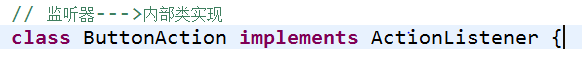 // 监听器--->内部类实现
class ButtonAction implements ActionListener {